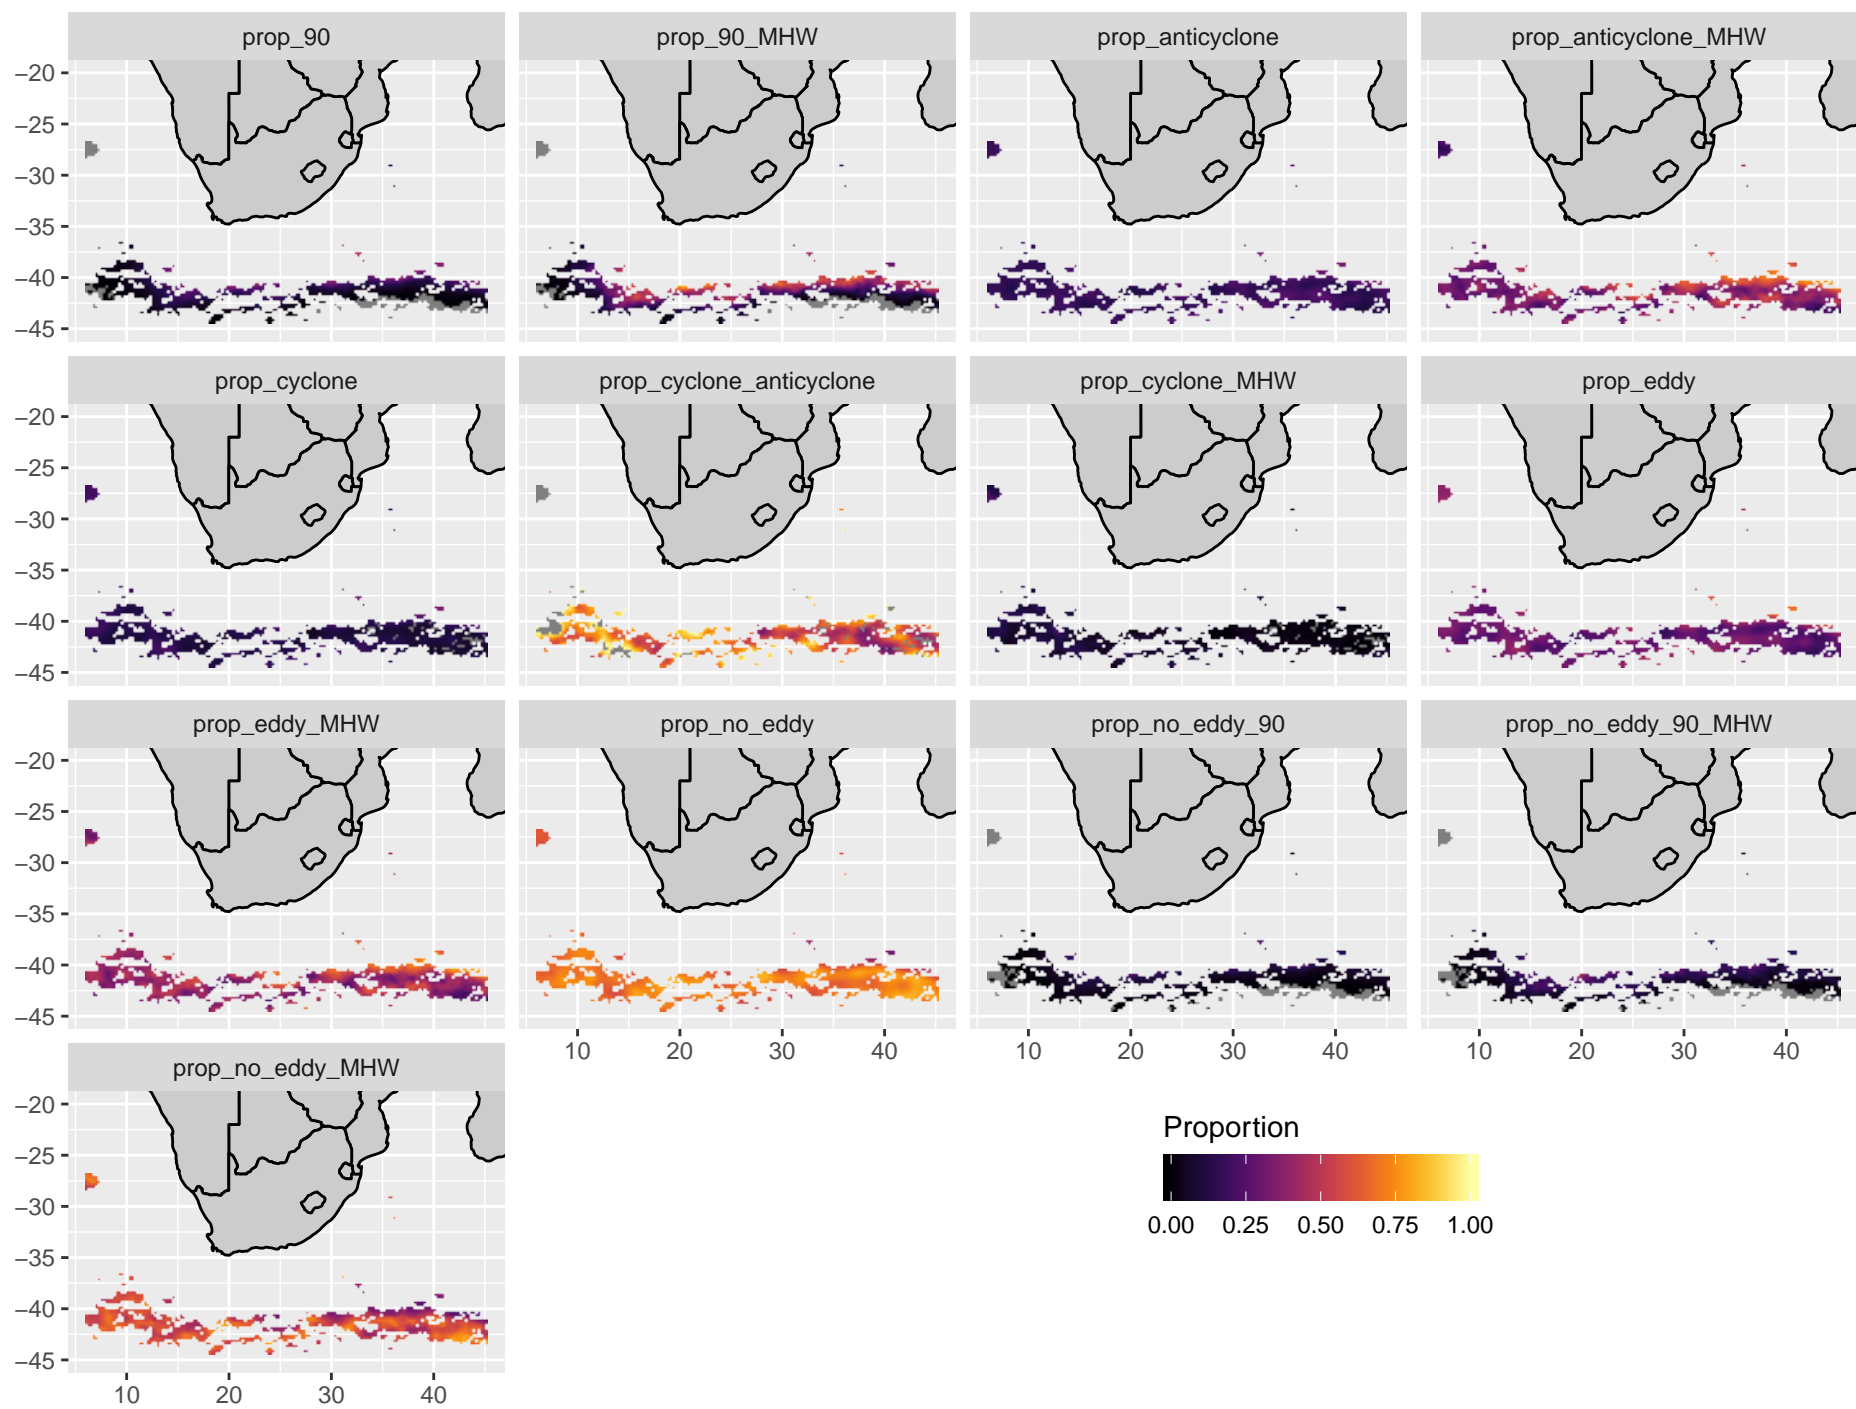 prop_90
prop_90_MHW
prop_anticyclone
prop_anticyclone_MHW
−20
−25
−30
−35
−40
−45
prop_cyclone
prop_cyclone_anticyclone
prop_cyclone_MHW
prop_eddy
−20
−25
−30
−35
−40
−45
prop_eddy_MHW
prop_no_eddy
prop_no_eddy_90
prop_no_eddy_90_MHW
−20
−25
−30
−35
−40
−45
10 20 30 40
10 20 30 40
10 20 30 40
prop_no_eddy_MHW
−20
−25
−30
−35
−40
−45
10 20 30 40
Proportion
0.00 0.25 0.50 0.75 1.00